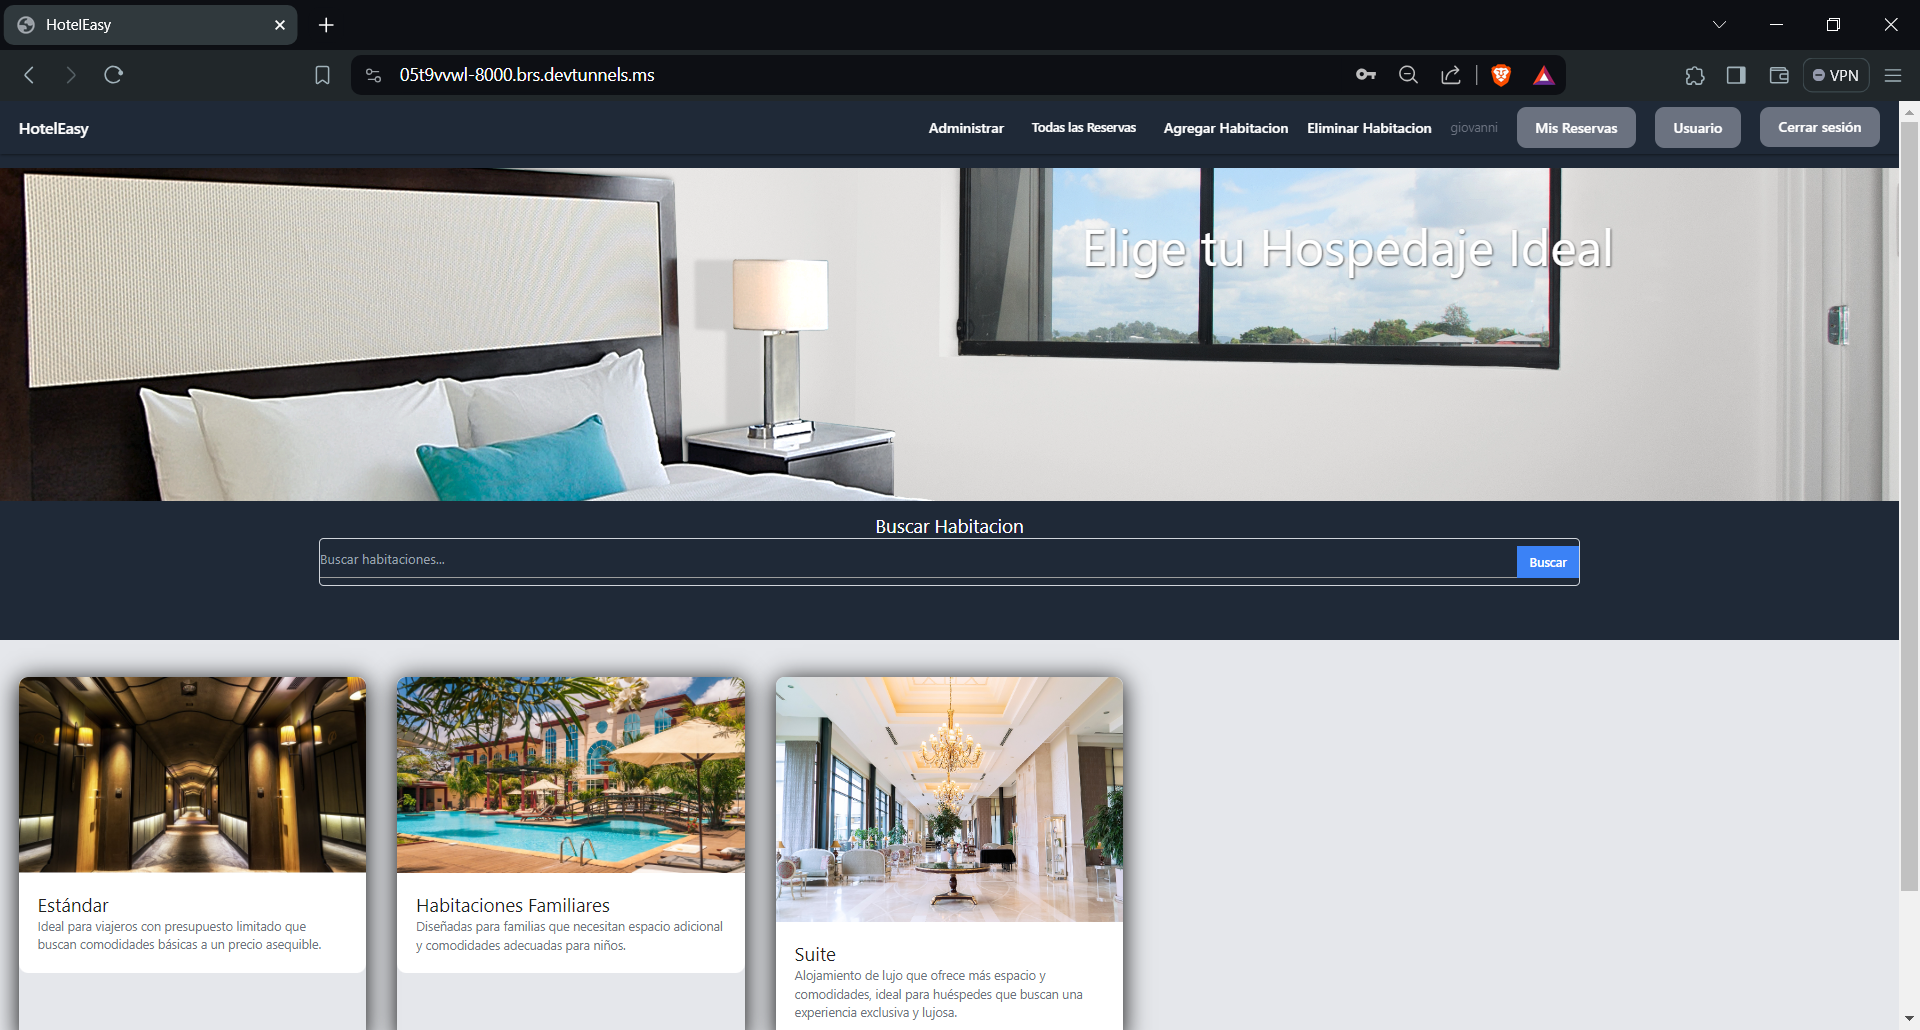 HotelEasy
05t9vvwl-8000.brs.devtunnels.ms
VPN
HotelEasy
Administrar
Todas las Reservas
Agregar Habitacion
Eliminar Habitacion
giovanni
Mis Reservas
Usuario
Cerrar sesión
Elige tu Hospedaje Ideal
Buscar Habitacion
Buscar habitaciones...
Buscar
Estándar
Ideal para viajeros con presupuesto limitado que
buscan comodidades básicas a un precio asequible.
Habitaciones Familiares
Diseñadas para familias que necesitan espacio adicional
y comodidades adecuadas para niños.
Suite
Alojamiento de lujo que ofrece más espacio y
comodidades, ideal para huéspedes que buscan una
experiencia exclusiva y lujosa.